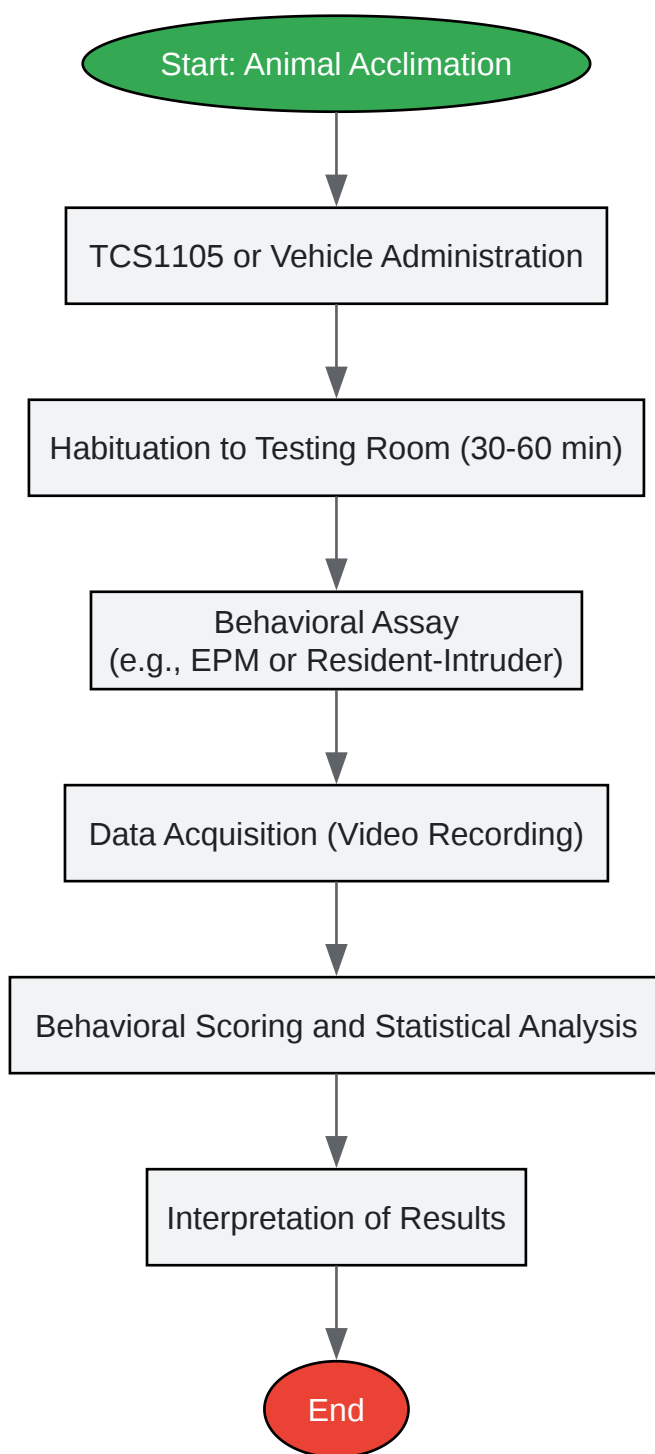 Start: Animal Acclimation
TCS1105 or Vehicle Administration
Habituation to Testing Room (30-60 min)
Behavioral Assay
(e.g., EPM or Resident-Intruder)
Data Acquisition (Video Recording)
Behavioral Scoring and Statistical Analysis
Interpretation of Results
End